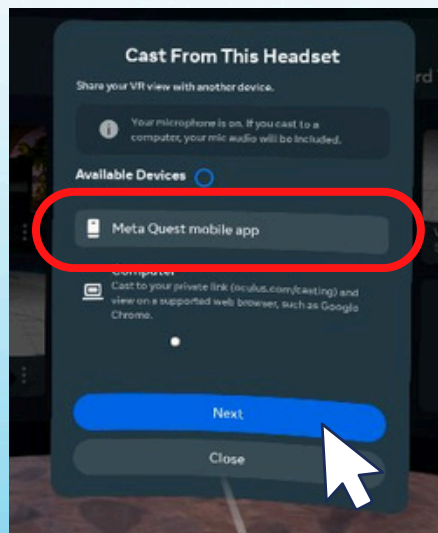 Cast From This Headset
rd
Share your VR view with another device.
Your microphone is on. If you cast to a
computer, your mic audio will be included.
Available Devices
Meta Quest mobile app
Computer
Cast to your private link (oculus.com/casting) and
view on a supported web browser, such as Google
Chrome.
Next
Close